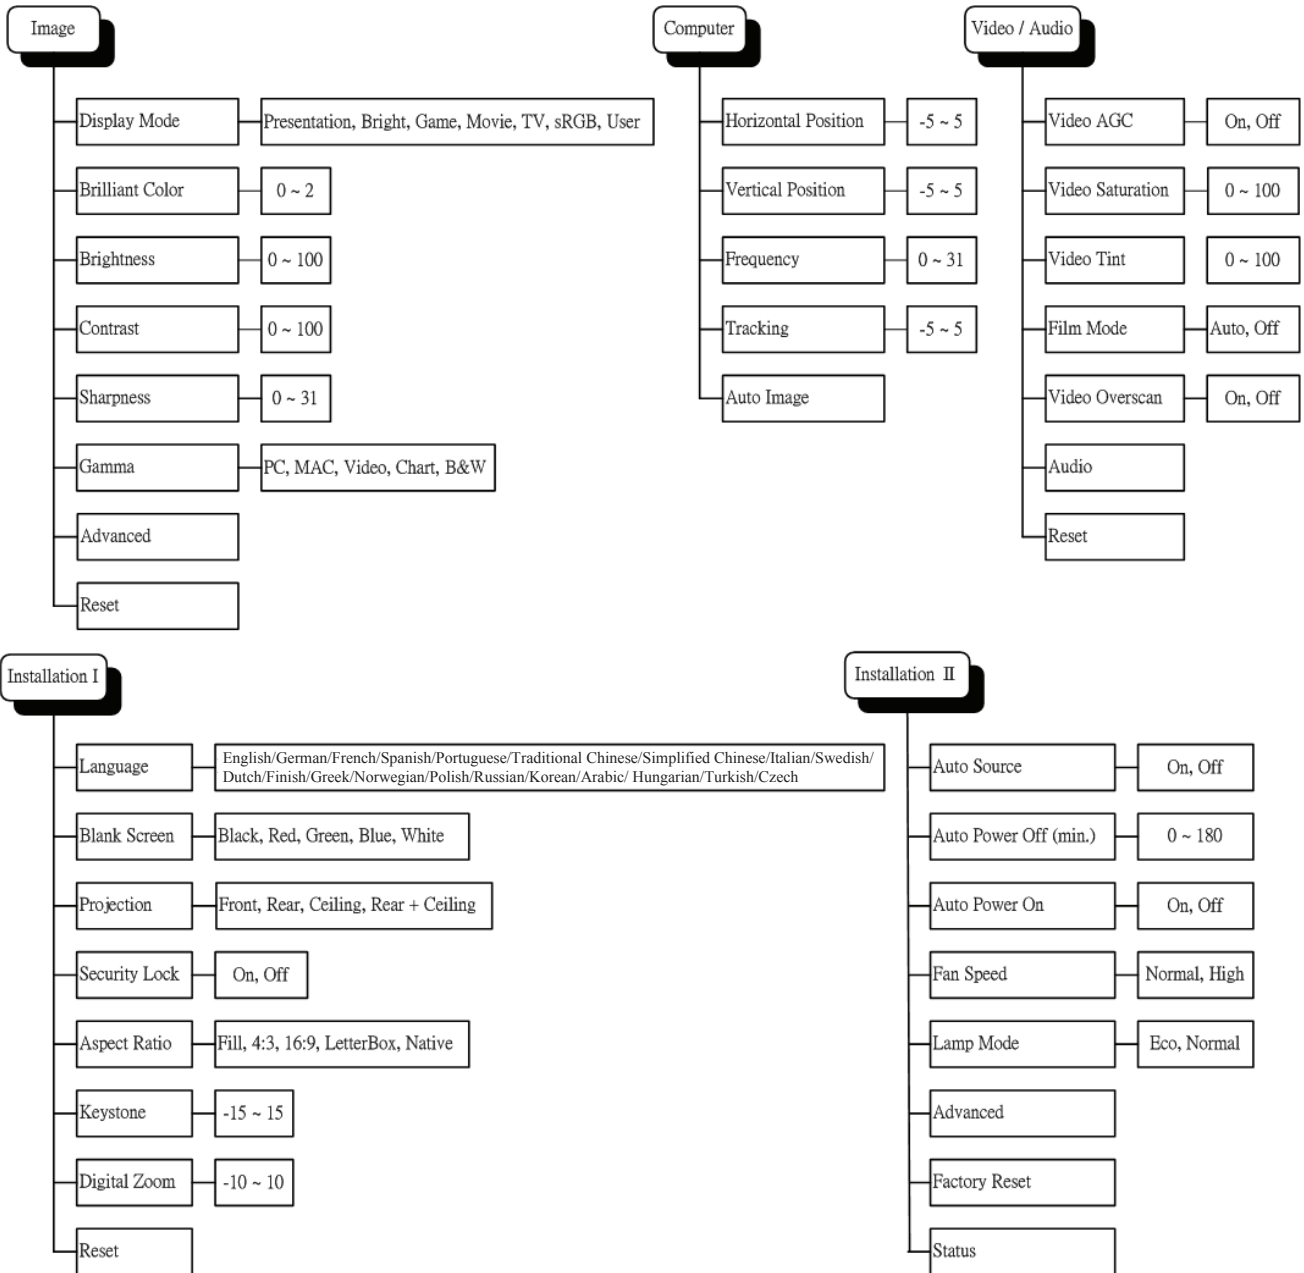 Image
Display Mode
Presentation, Bright, Game, Movie, TV, sRGB, User
Brilliant Color
0 ~ 2
Brightness
0 ~ 100
Contrast
0 ~ 100
Sharpness
0 ~ 31
Gamma
PC, MAC, Video, Chart, B&W
Advanced
Reset
Computer
Horizontal Position
-5 ~ 5
Vertical Position
-5 ~ 5
Frequency
0 ~ 31
Tracking
-5 ~ 5
Auto Image
Video / Audio
Video AGC
On, Off
Video Saturation
0 ~ 100
Video Tint
0 ~ 100
Film Mode
Auto, Off
Video Overscan
On, Off
Audio
Reset
Installation I
Language
English/German/French/Spanish/Portuguese/Traditional Chinese/Simplified Chinese/Italian/Swedish/
Dutch/Finish/Greek/Norwegian/Polish/Russian/Korean/Arabic/ Hungarian/Turkish/Czech
Blank Screen
Black, Red, Green, Blue, White
Projection
Front, Rear, Ceiling, Rear + Ceiling
Security Lock
On, Off
Aspect Ratio
Fill, 4:3, 16:9, LetterBox, Native
Keystone
-15 ~ 15
Digital Zoom
-10 ~ 10
Reset
Installation II
Auto Source
On, Off
Auto Power Off (min.)
0 ~ 180
Auto Power On
On, Off
Fan Speed
Normal, High
Lamp Mode
Eco, Normal
Advanced
Factory Reset
Status